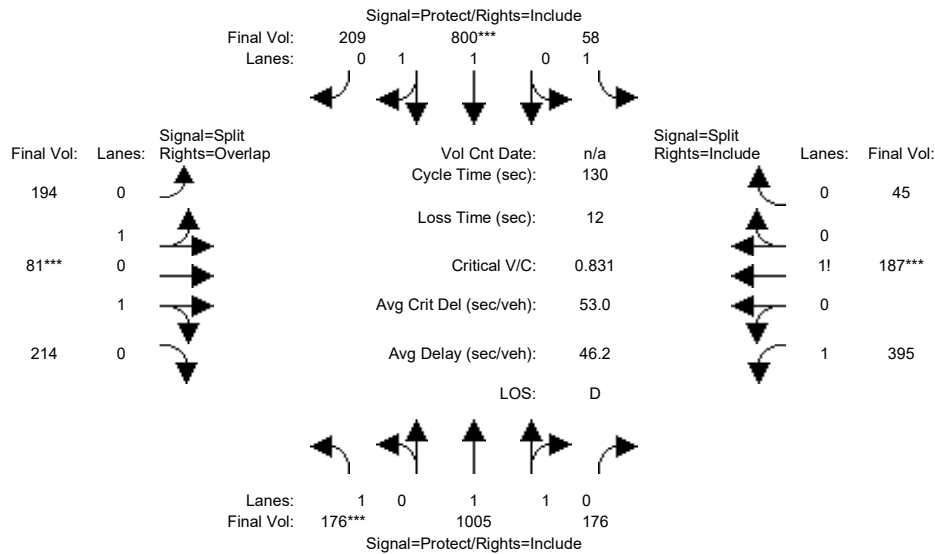 Signal=Protect/Rights=Include
Final Vol: 209 800*** 58
Lanes: 0 1 1 0 1
Signal=Split
Final Vol: Lanes: Rights=Overlap
Vol Cnt Date: n/a
Signal=Split
Rights=Include Lanes: Final Vol:
Cycle Time (sec): 130
194 0
0 45
Loss Time (sec): 12
1
0
81*** 0
Critical V/C: 0.831
1! 187***
1
Avg Crit Del (sec/veh): 53.0
0
214 0
Avg Delay (sec/veh): 46.2
1 395
LOS: D
Lanes: 1 0 1 1 0
Final Vol: 176*** 1005 176
Signal=Protect/Rights=Include